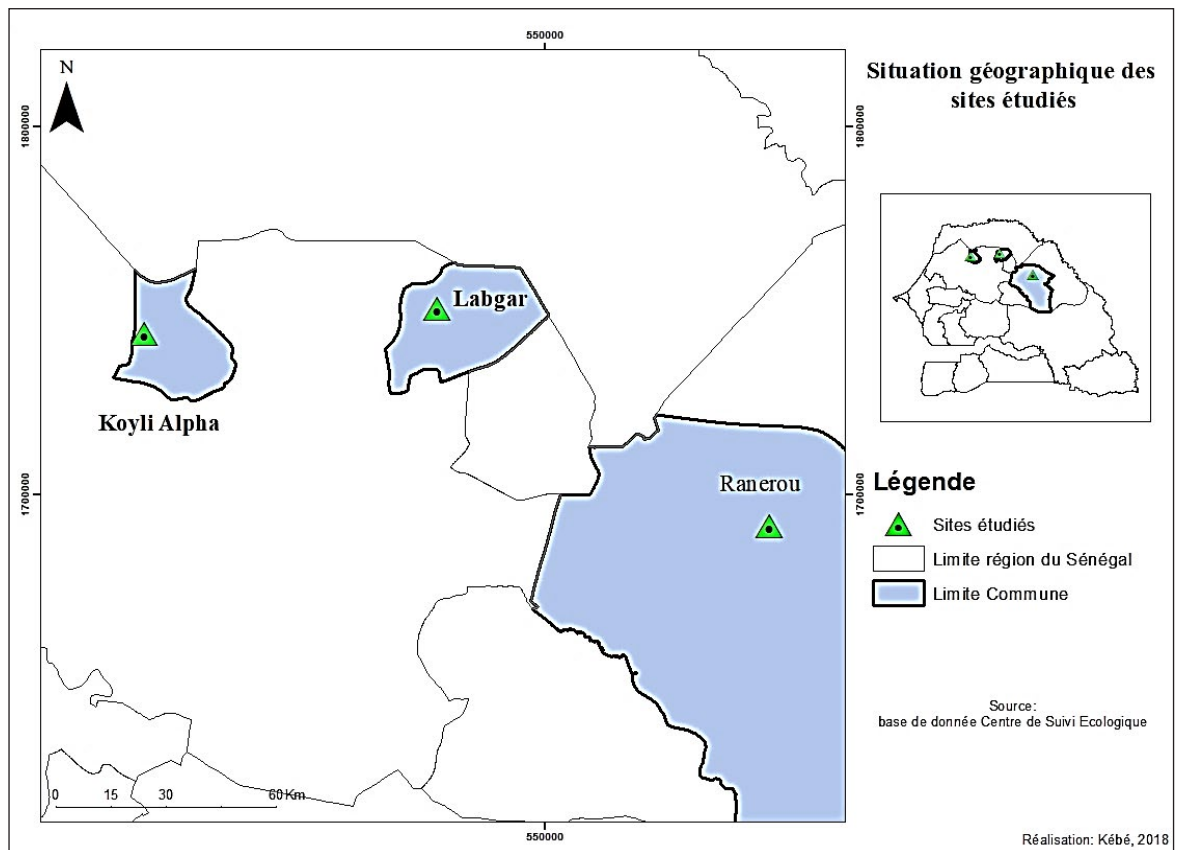 550000
N
Situation géographique des
sites étudiés
1800000
1800000
Labgar
Koyli Alpha
Ranerou
1700000
1700000
Légende
Sites étudiés
Limite région du Sénégal
Limite Commune
Source:
base de donnée Centre de Suivi Ecologique
0 15 30 60 Km
550000
Réalisation: Kébé, 2018